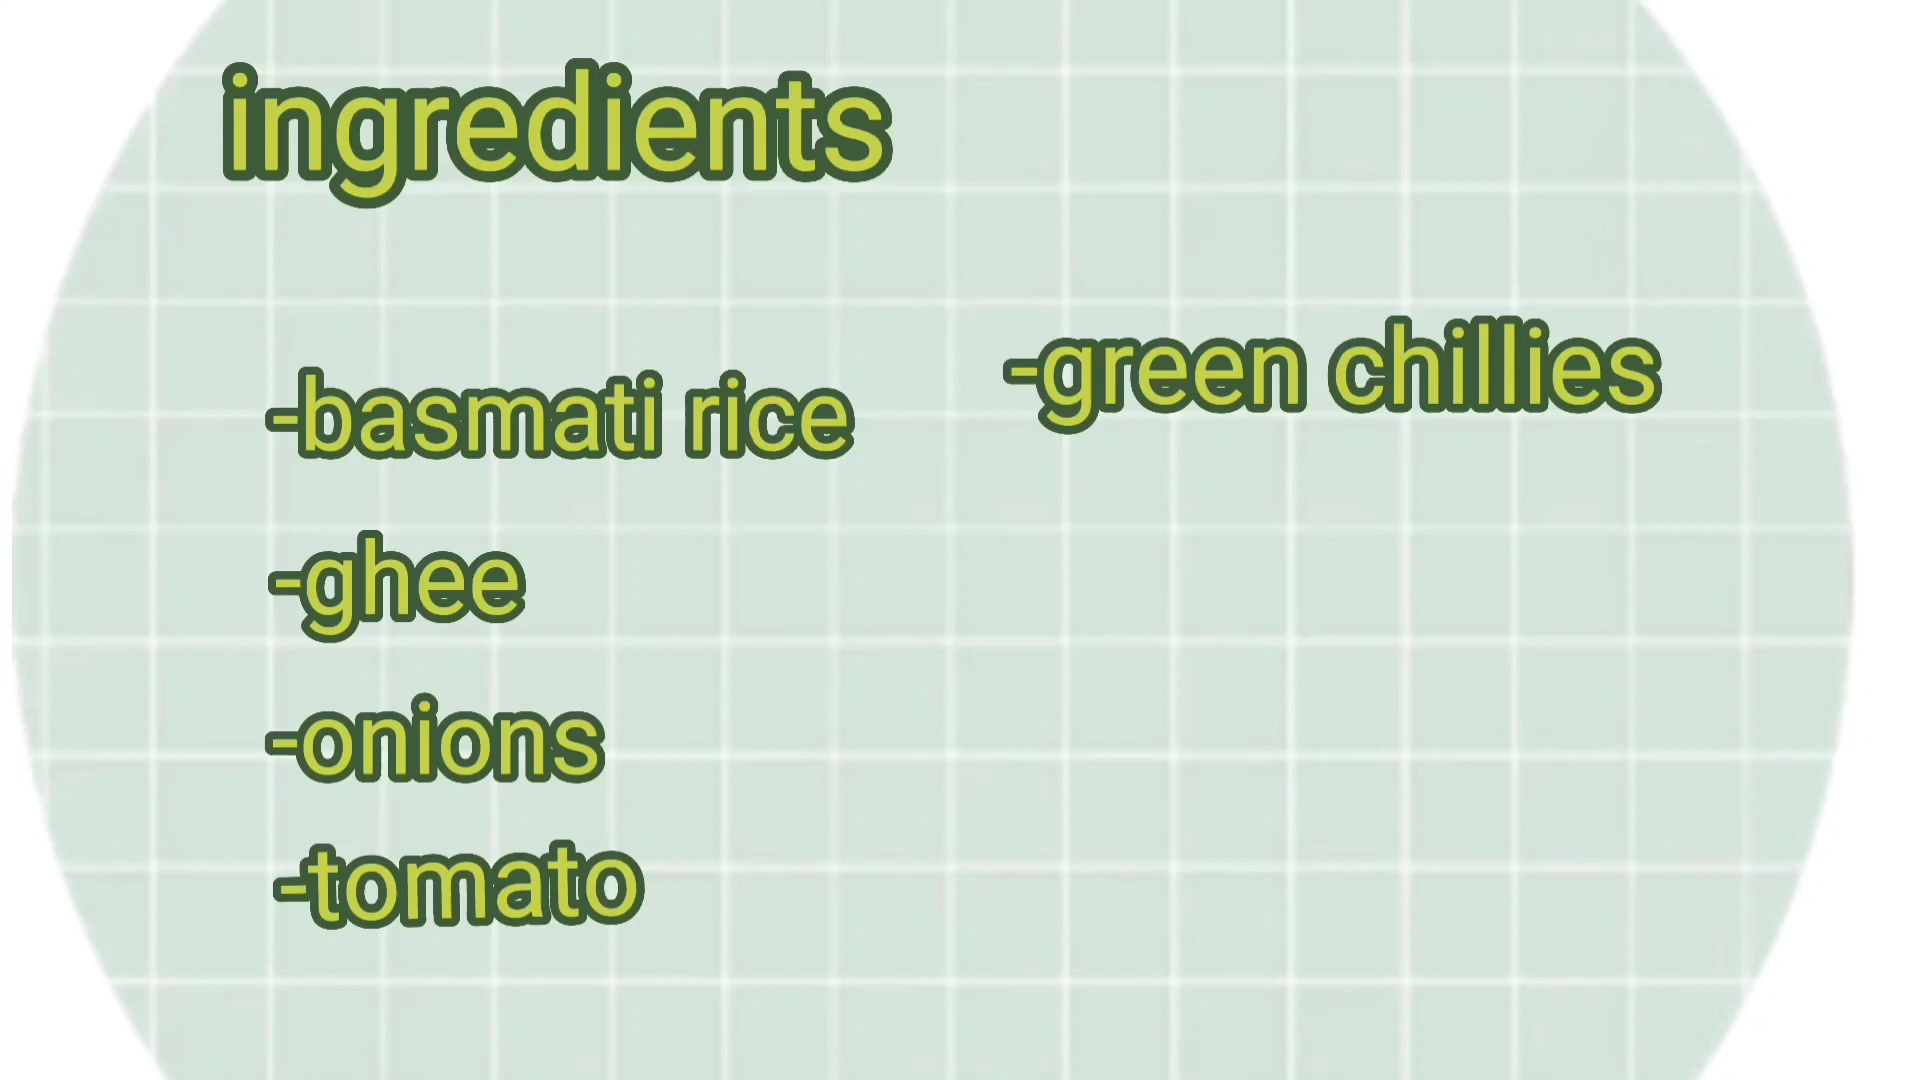 ingredients
-basmati rice
-ghee
-onions
-tomato
-green chillies